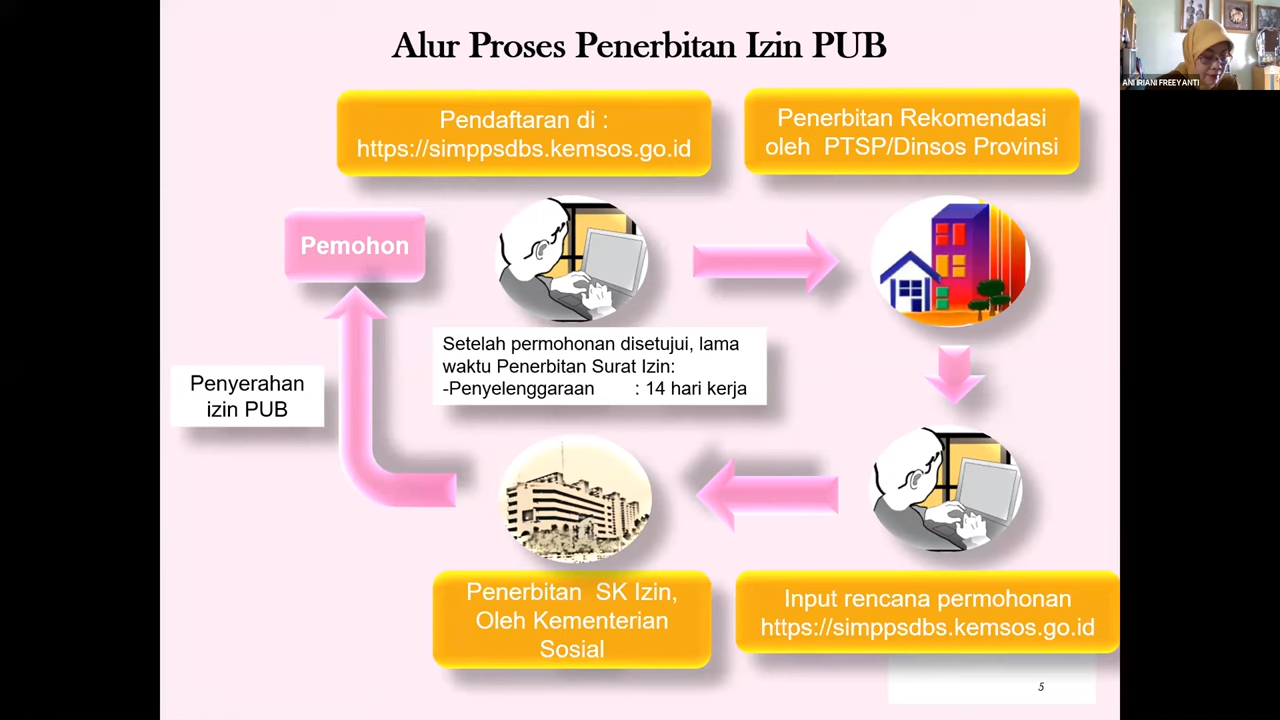 Alur Proses Penerbitan Izin PUB
ANI IRIANI FREEYANTI
Pendaftaran di :
https://simppsdbs.kemsos.go.id
Penerbitan Rekomendasi
oleh PTSP/Dinsos Provinsi
Pemohon
Setelah permohonan disetujui, lama
waktu Penerbitan Surat Izin:
-Penyelenggaraan : 14 hari kerja
Penyerahan
izin PUB
Penerbitan SK Izin,
Oleh Kementerian
Sosial
Input rencana permohonan
https://simppsdbs.kemsos.go.id
5